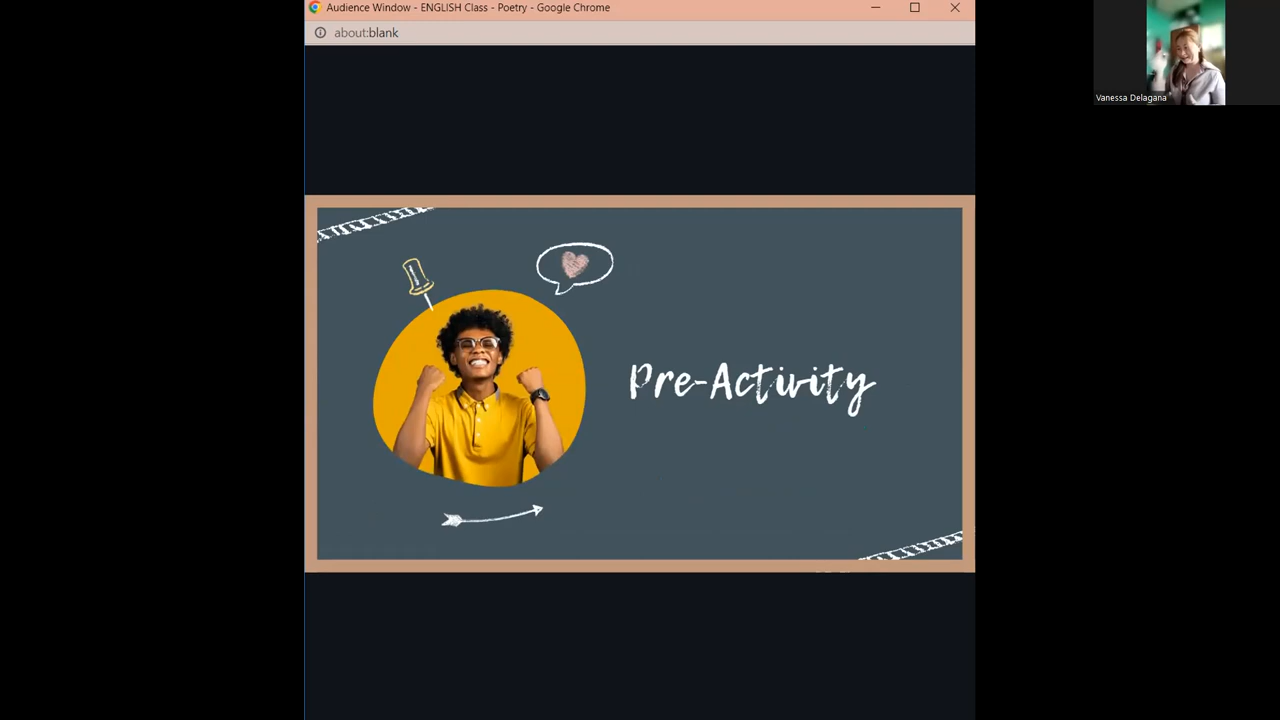 Audience Window - ENGLISH Class - Poetry - Google Chrome
about:blank
Vanessa Delagana
Pre-Activity